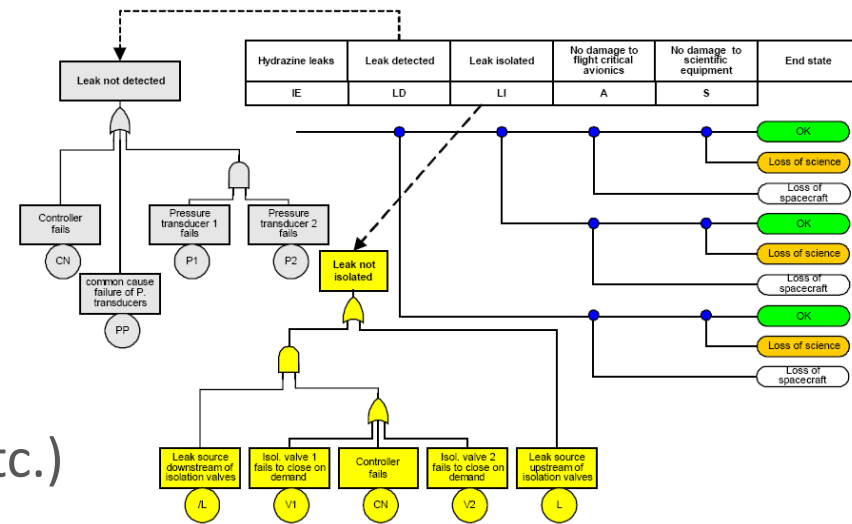 Hydrazine leaks
Leak detected
Leak isolated
No damage to
flight critical
avionics
No damage to
scientific
equipment
End state
IE
LD
LI
A
S
Leak not detected
OK
Loss of science
Loss of
spacecraft
OK
Loss of science
Loss of
spacecraft
OK
Loss of science
Loss of
spacecraft
Controller
fails
CN
Pressure
transducer 1
fails
P1
Pressure
transducer 2
fails
P2
common cause
failure of P.
transducers
PP
Leak not
isolated
tc.)
Leak source
downstream of
isolation valves
/L
Isol. valve 1
fails to close on
demand
V1
Controller
fails
CN
Isol. valve 2
fails to close on
demand
V2
Leak source
upstream of
isolation valves
L